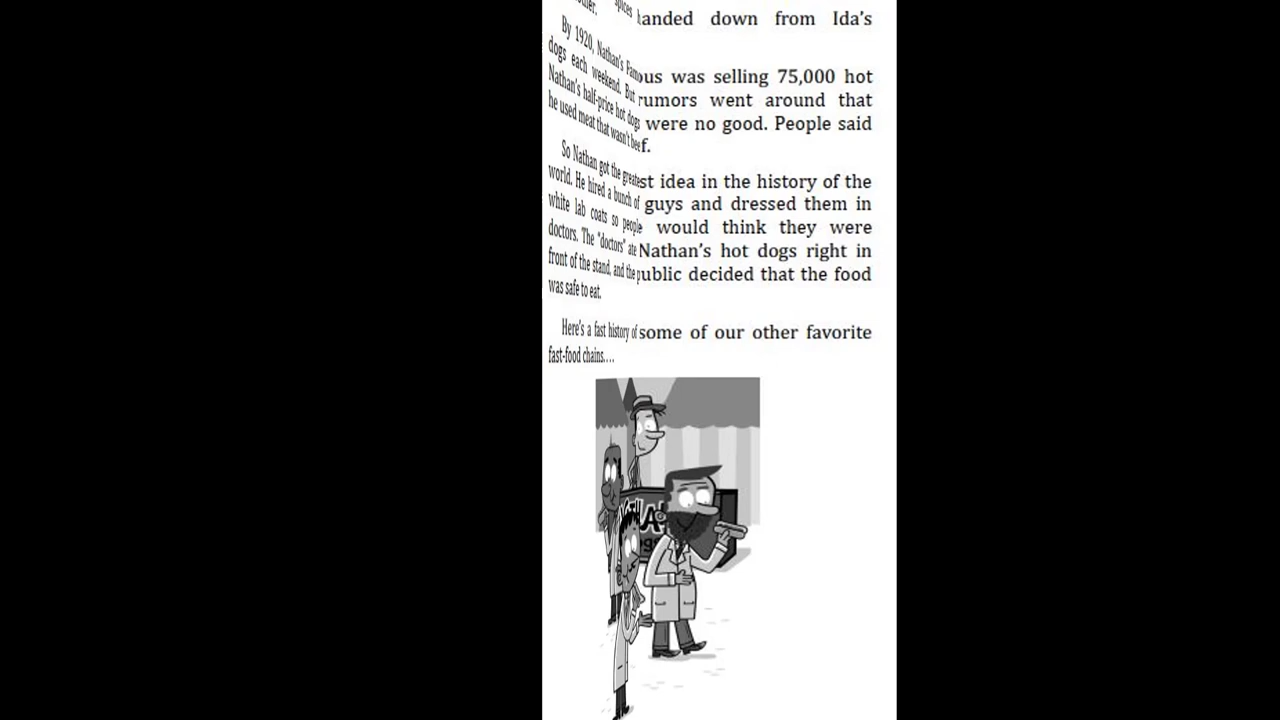 spices handed down from Ida's
By 1920, Nathan's Famous was selling 75,000 hot
dogs each weekend. But rumors went around that
Nathan's half-price hot dogs were no good. People said
he used meat that wasn't beef.
So Nathan got the greatest idea in the history of the
world. He hired a bunch of guys and dressed them in
white lab coats so people would think they were
doctors. The "doctors" ate Nathan's hot dogs right in
front of the stand, and the public decided that the food
was safe to eat.
Here's a fast history of some of our other favorite
fast-food chains....